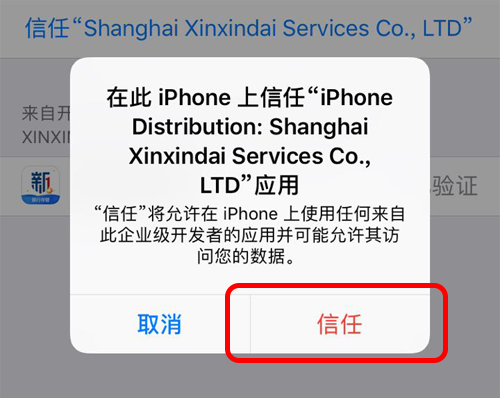 信任“Shanghai Xinxindai Services Co., LTD”
在此 iPhone 上信任“iPhone
Distribution: Shanghai
Xinxindai Services Co.,
LTD”应用
“信任”将允许在 iPhone 上使用任何来自
此企业级开发者的应用并可能允许其访
问您的数据。
来自开
XINXIN
新
验证
取消
信任